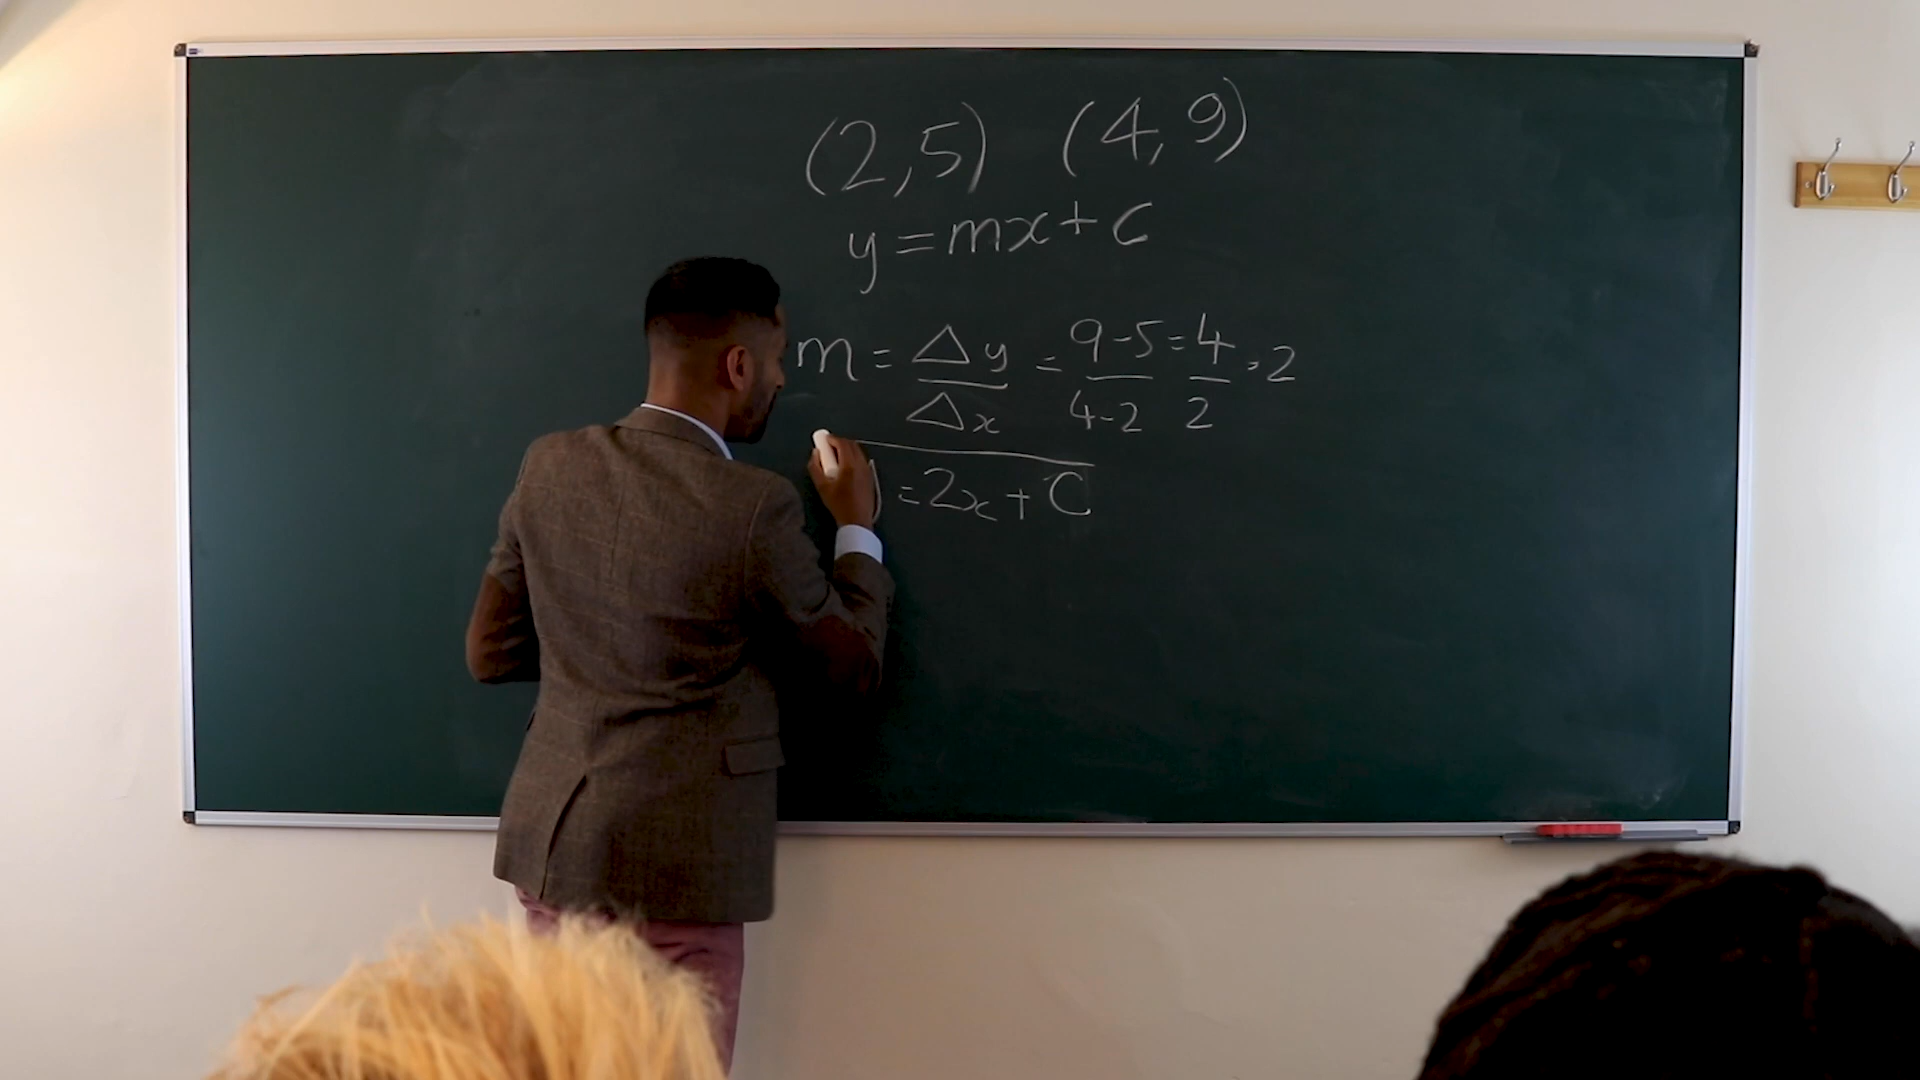 (2,5) (4,9)
y=mx+c
m = Δy/Δx = 9-5/4-2 = 4/2 = 2
= 2x + C